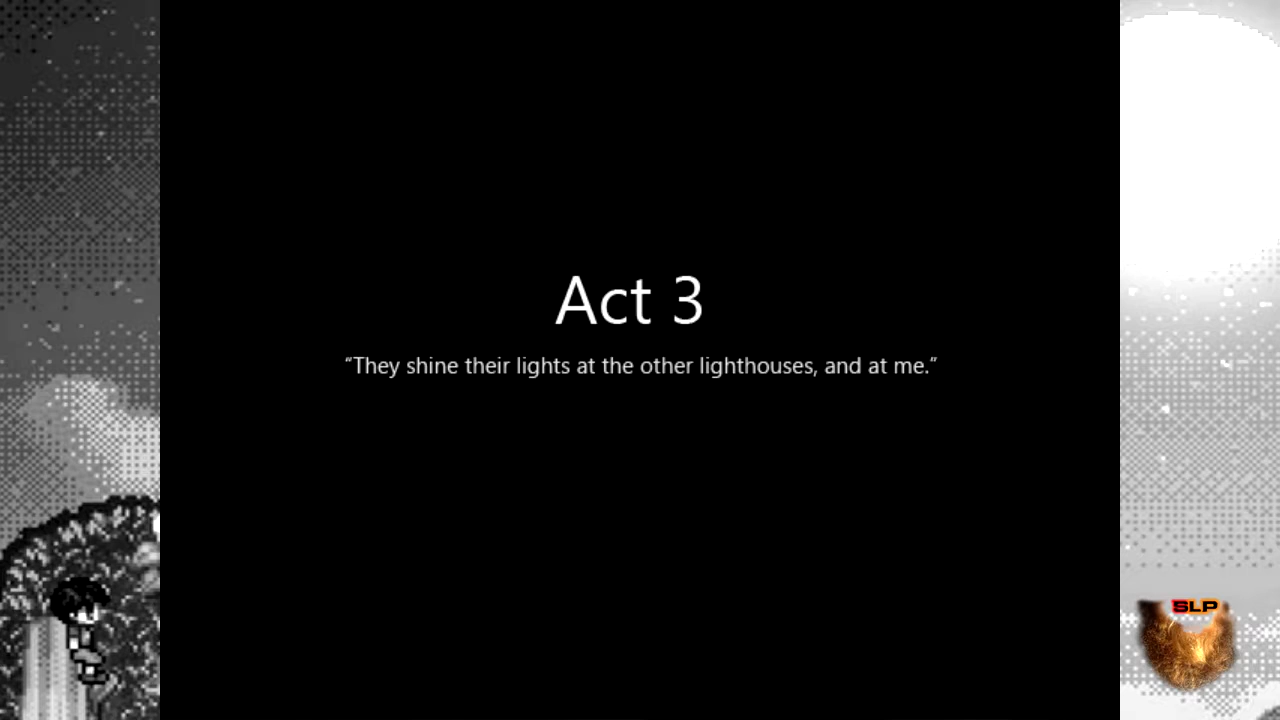 Act 3
“They shine their lights at the other lighthouses, and at me.”
SLP